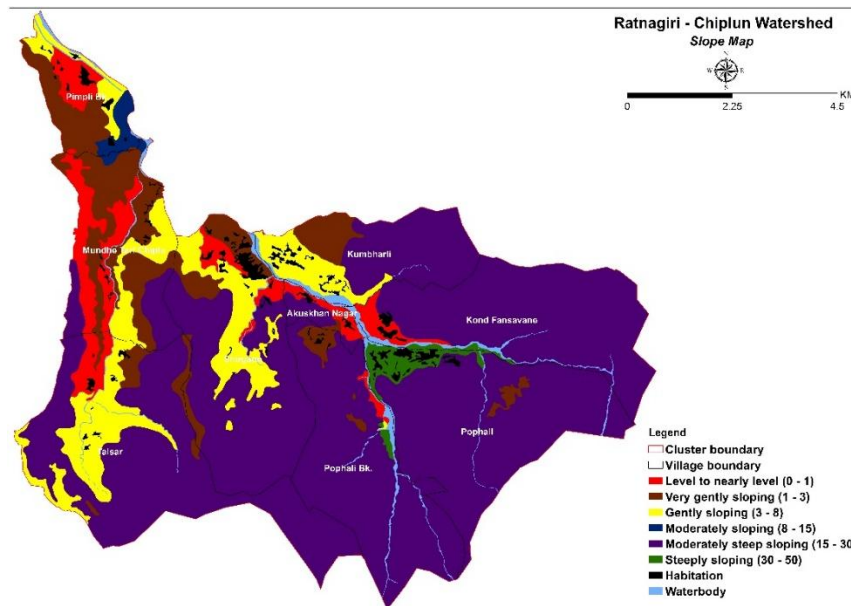 Ratnagiri - Chiplun Watershed
Slope Map
N
W E
S
KM
0 2.25 4.5
Pimpli Bk.
Mundhe
Kumbharli
Akuskhan Nagar
Kond Fansavane
Pophali
Pophali Bk.
Legend
Cluster boundary
Village boundary
Level to nearly level (0 - 1)
Very gently sloping (1 - 3)
Gently sloping (3 - 8)
Moderately sloping (8 - 15)
Moderately steep sloping (15 - 30
Steeply sloping (30 - 50)
Habitation
Waterbody